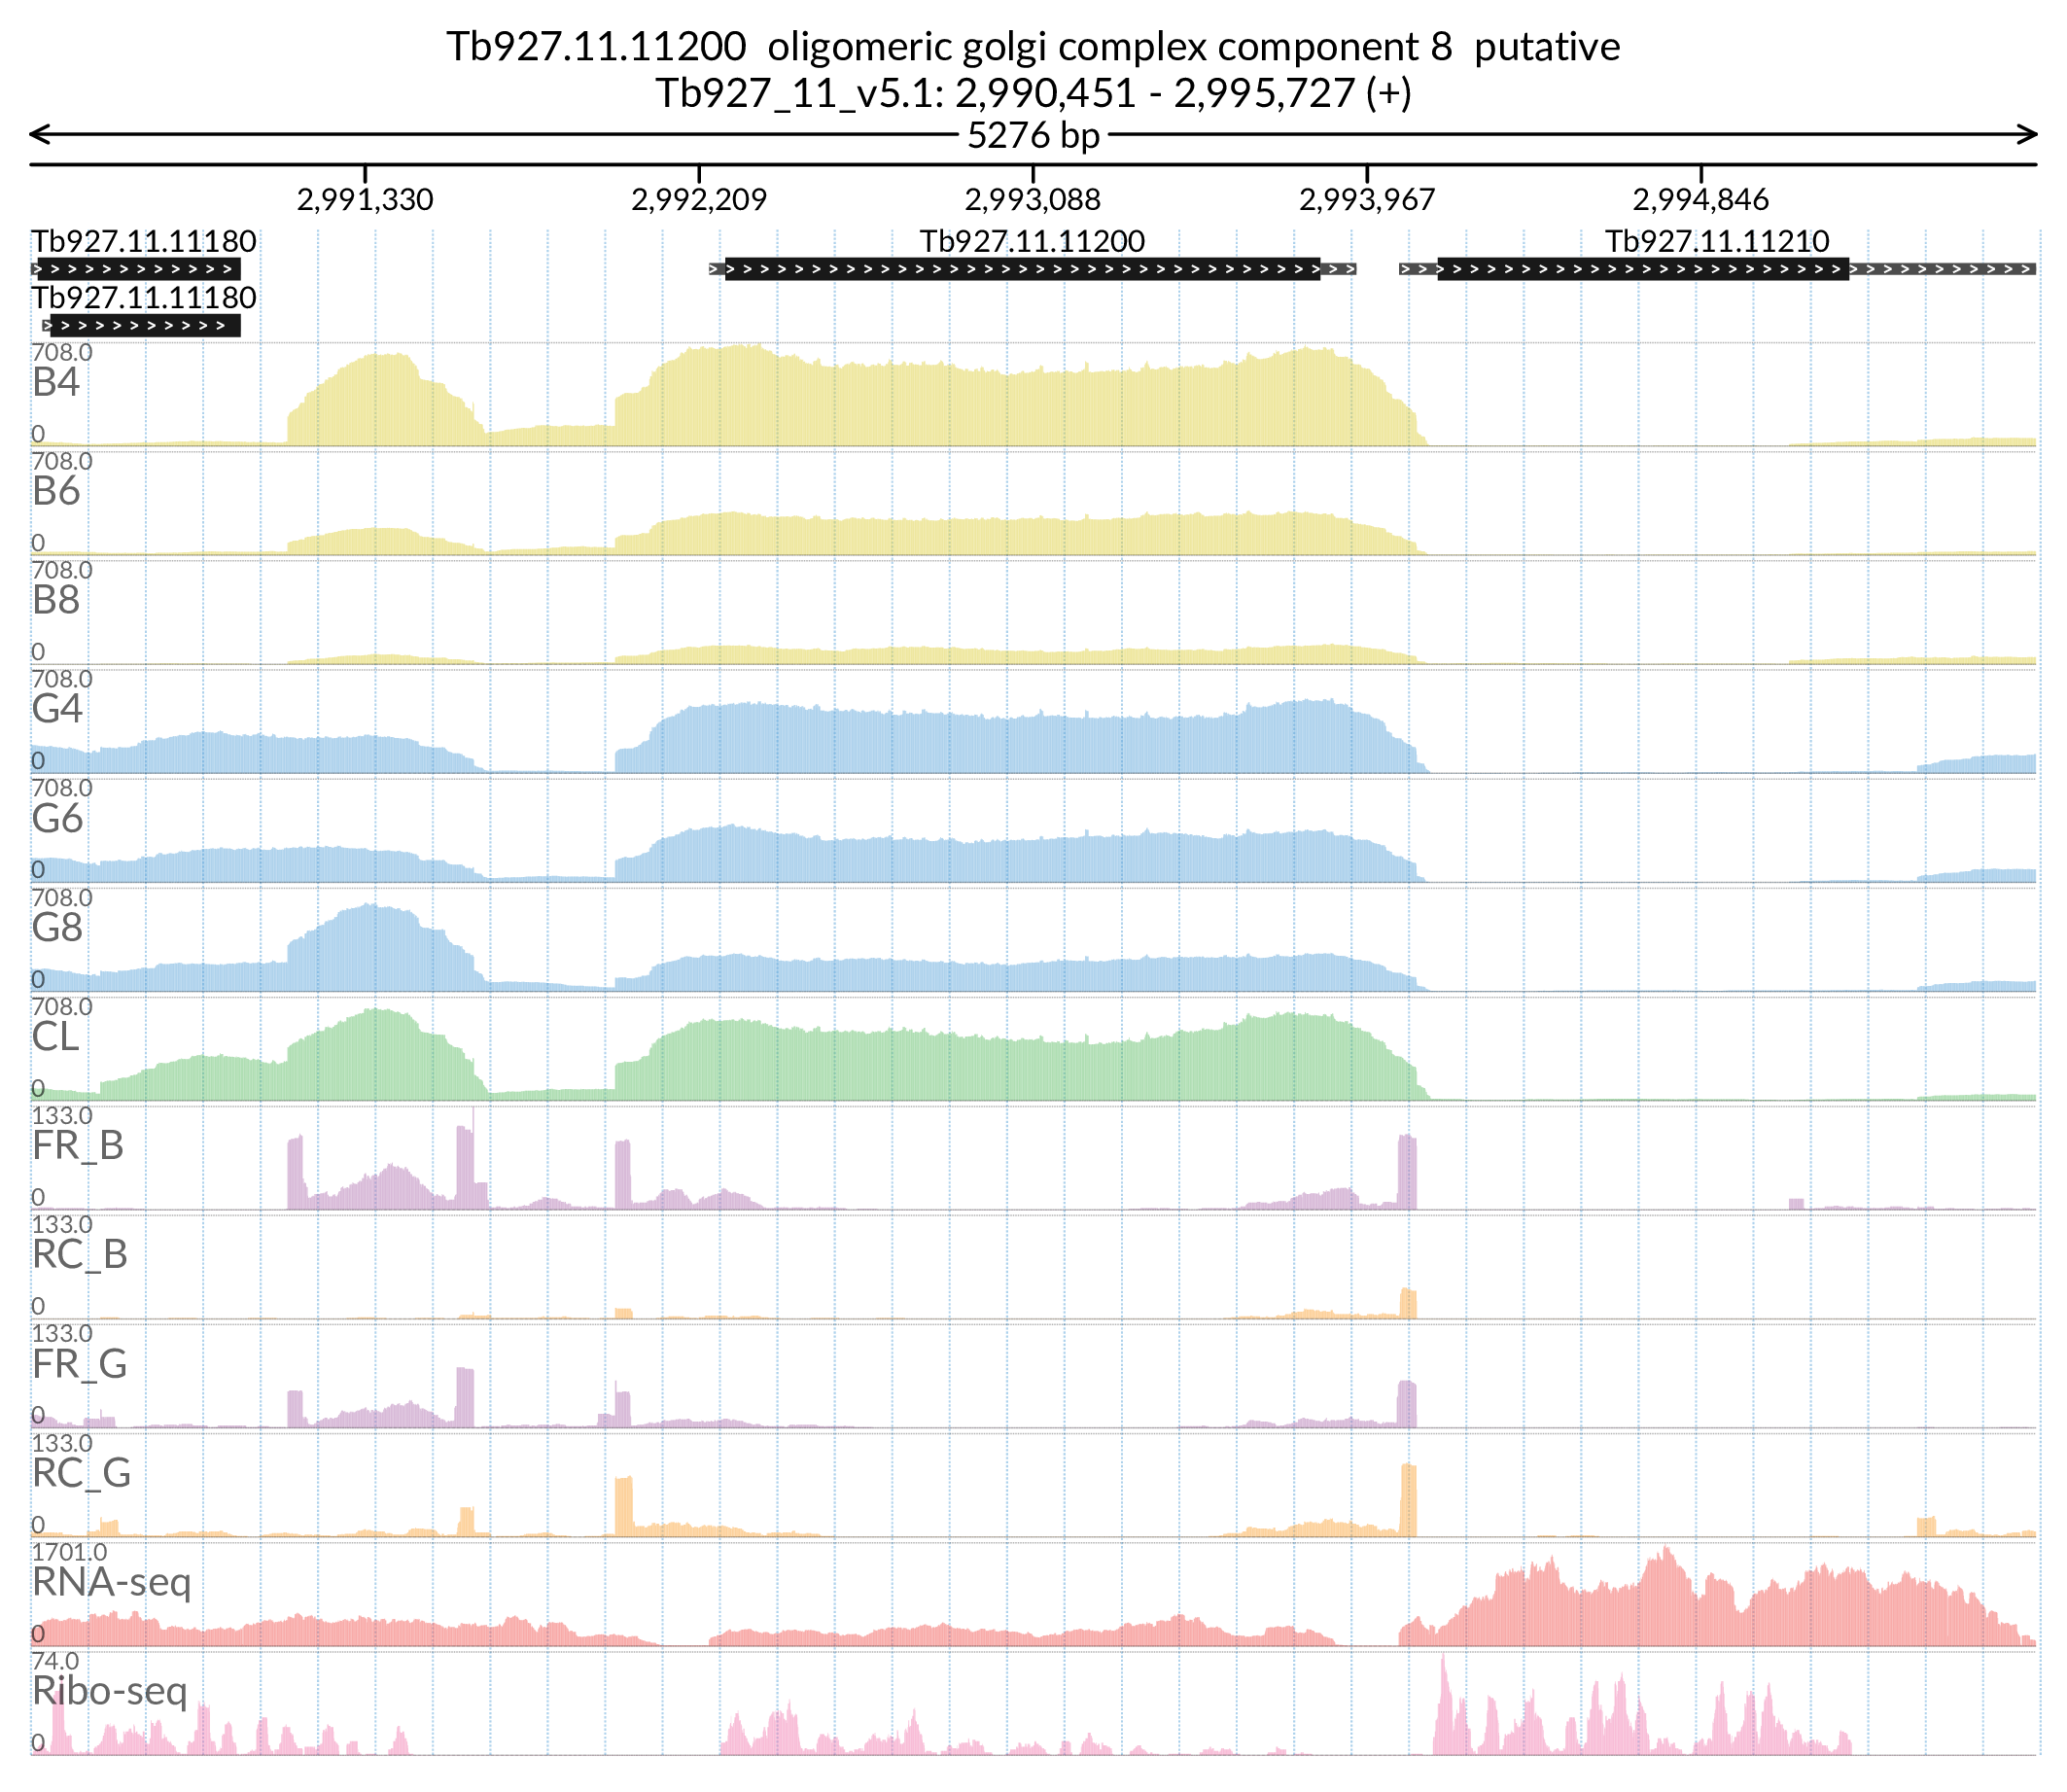 Tb927.11.11200  oligomeric golgi complex component 8  putative
Tb927_11_v5.1: 2,990,451 - 2,995,727 (+)
5276 bp
2,991,330 2,992,209 2,993,088 2,993,967 2,994,846
Tb927.11.11180 Tb927.11.11200 Tb927.11.11210
Tb927.11.11180
708.0
B4
0
708.0
B6
0
708.0
B8
0
708.0
G4
0
708.0
G6
0
708.0
G8
0
708.0
CL
0
133.0
FR_B
0
133.0
RC_B
0
133.0
FR_G
0
133.0
RC_G
0
1701.0
RNA-seq
0
74.0
Ribo-seq
0